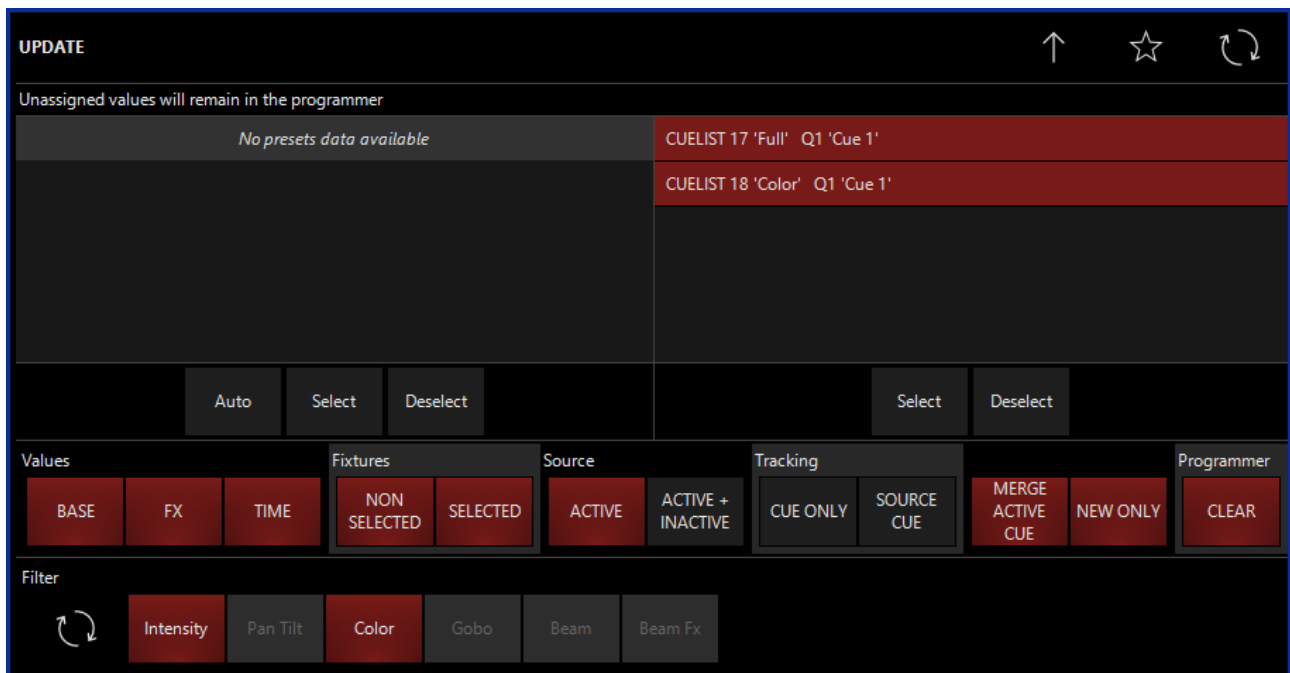 UPDATE
Unassigned values will remain in the programmer
No presets data available
CUELIST 17 'Full' Q1 'Cue 1'
CUELIST 18 'Color' Q1 'Cue 1'
Auto Select Deselect
Select Deselect
Values Fixtures Source Tracking Programmer
BASE FX TIME
NON
SELECTED
SELECTED
ACTIVE
ACTIVE +
INACTIVE
CUE ONLY
SOURCE
CUE
MERGE
ACTIVE
CUE
NEW ONLY
CLEAR
Filter
Intensity Pan Tilt Color Gobo Beam Beam Fx